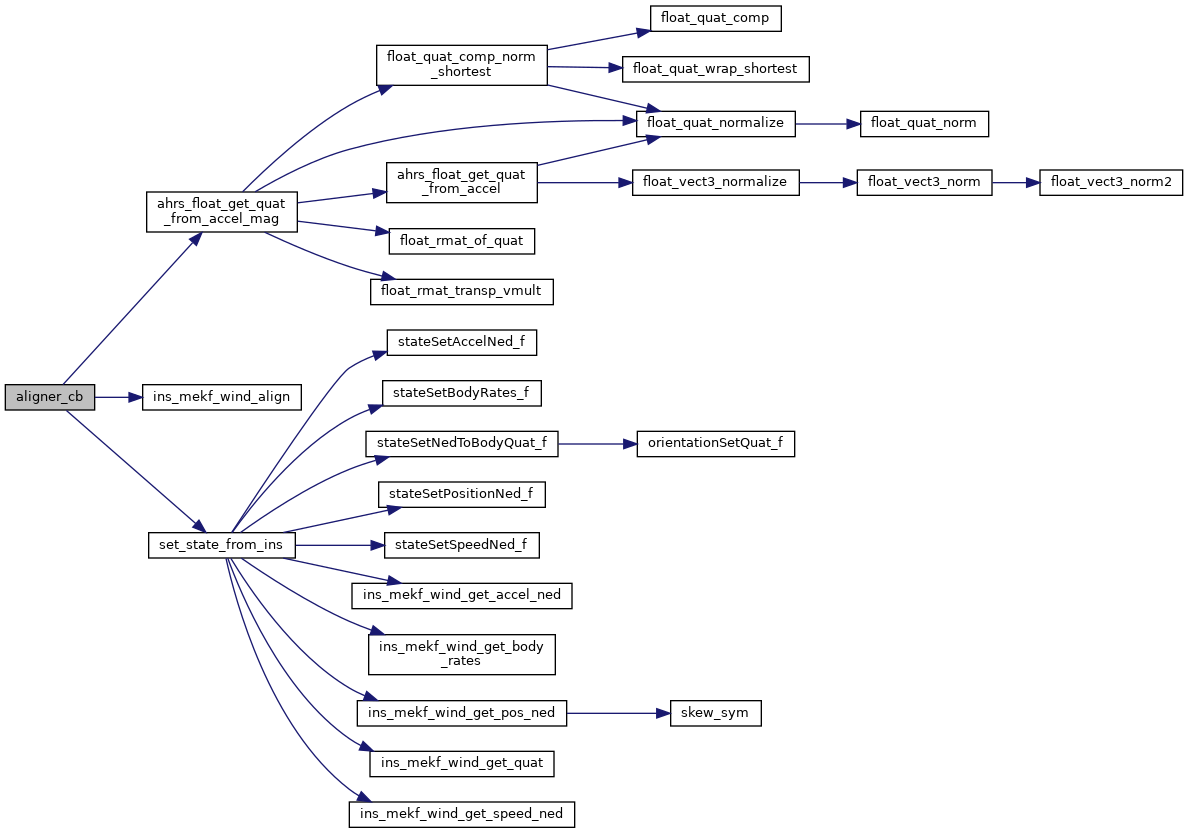 float_quat_comp
float_quat_comp_norm
_shortest
float_quat_wrap_shortest
float_quat_normalize
float_quat_norm
ahrs_float_get_quat
_from_accel
float_vect3_normalize
float_vect3_norm
float_vect3_norm2
ahrs_float_get_quat
_from_accel_mag
float_rmat_of_quat
float_rmat_transp_vmult
stateSetAccelNed_f
aligner_cb
ins_mekf_wind_align
stateSetBodyRates_f
stateSetNedToBodyQuat_f
orientationSetQuat_f
stateSetPositionNed_f
set_state_from_ins
stateSetSpeedNed_f
ins_mekf_wind_get_accel_ned
ins_mekf_wind_get_body
_rates
ins_mekf_wind_get_pos_ned
skew_sym
ins_mekf_wind_get_quat
ins_mekf_wind_get_speed_ned